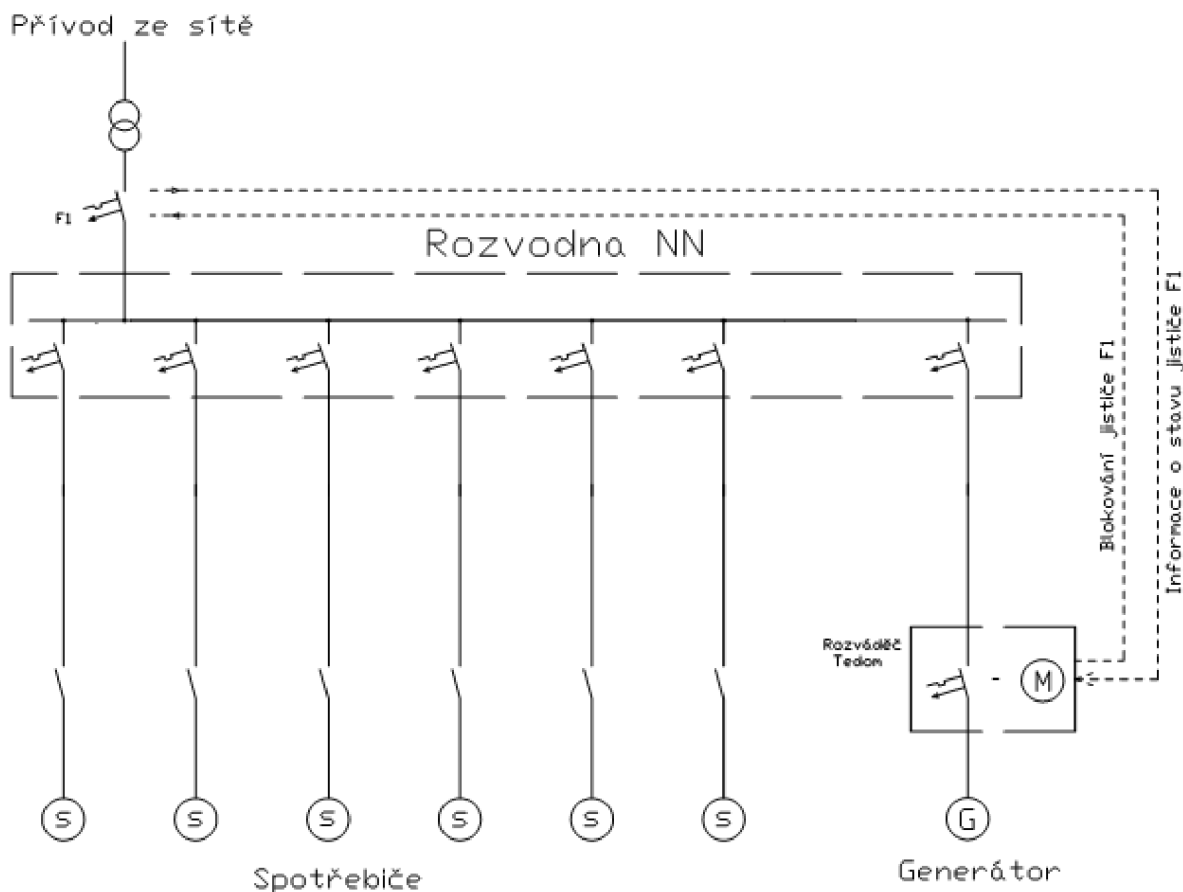 Přívod ze sítě
F1
Rozvodna NN
Blokování jističe F1
Informace o stavu jističe F1
Rozváděč
Tedom
M
S
S
S
S
S
S
G
Spotřebiče
Generátor